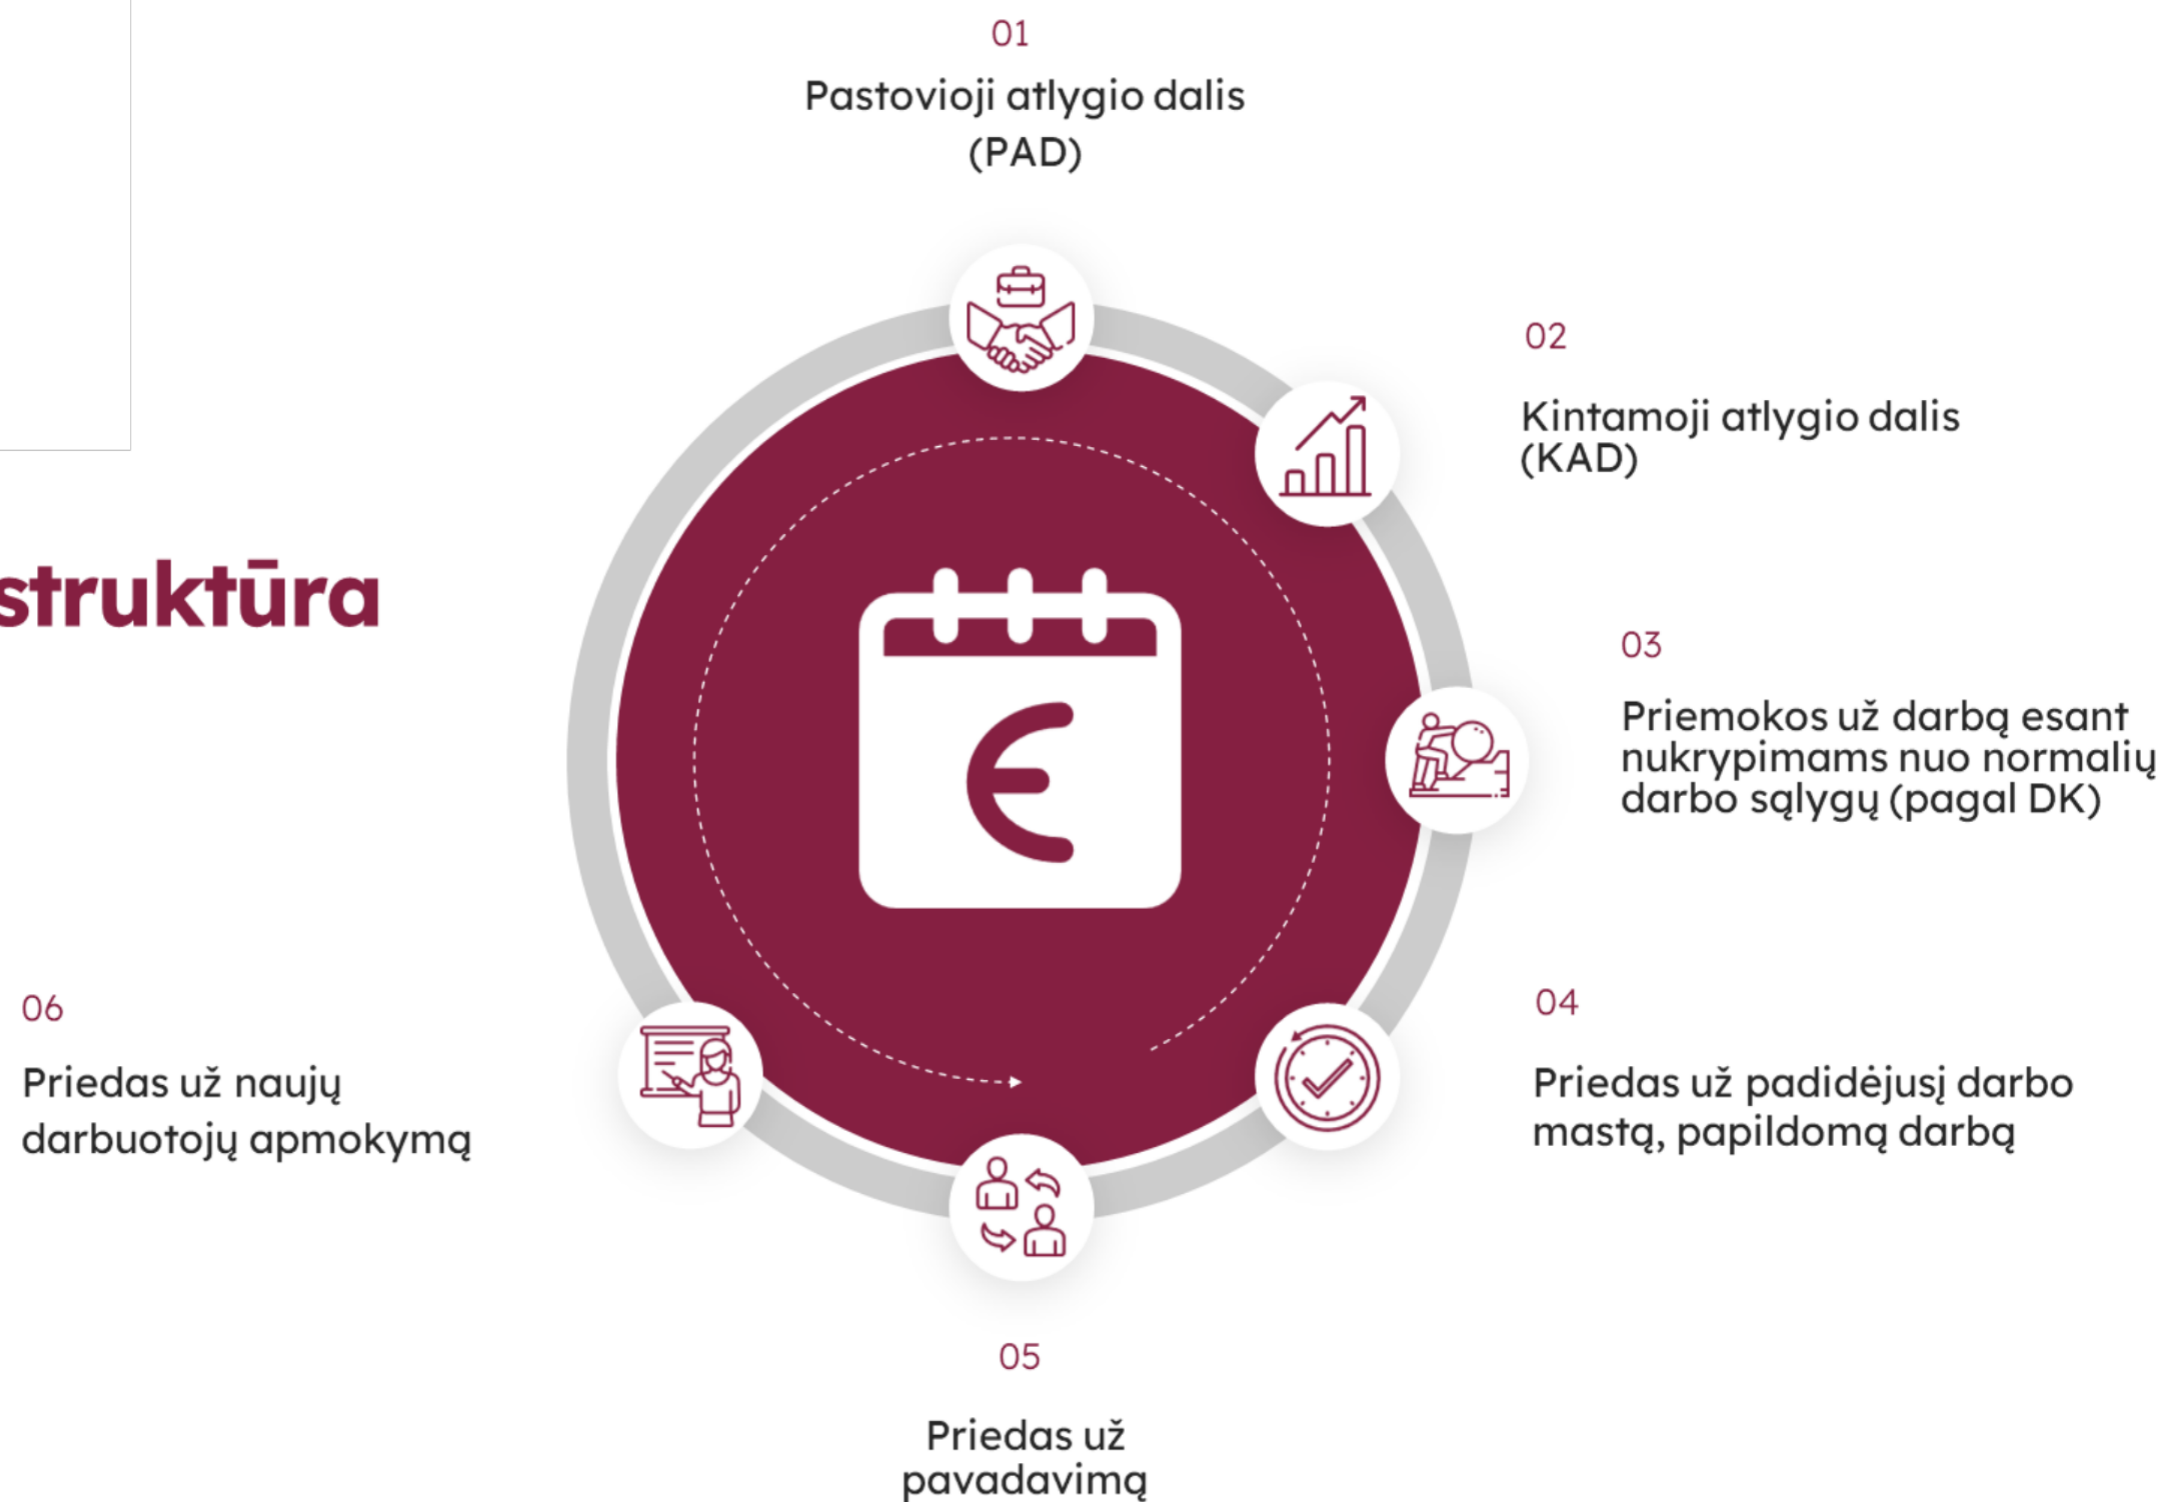 01
Pastovioji atlygio dalis
(PAD)
02
Kintamoji atlygio dalis
(KAD)
struktūra
03
Priemokos už darbą esant
nukrypimams nuo normalių
darbo sąlygų (pagal DK)
04
Priedas už padidėjusį darbo
mastą, papildomą darbą
05
Priedas už
pavadavimą
06
Priedas už naujų
darbuotojų apmokymą